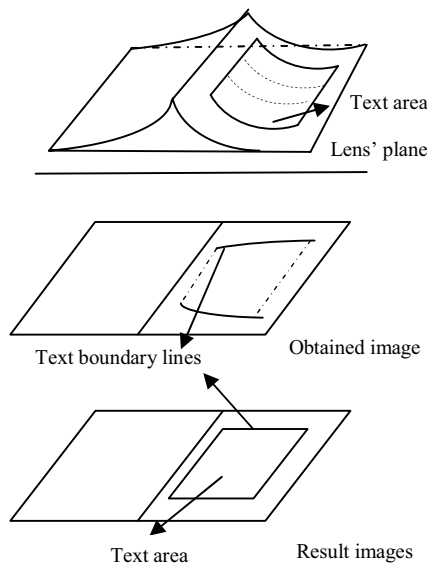 Text area
Lens’ plane
Text boundary lines
Obtained image
Text area
Result images